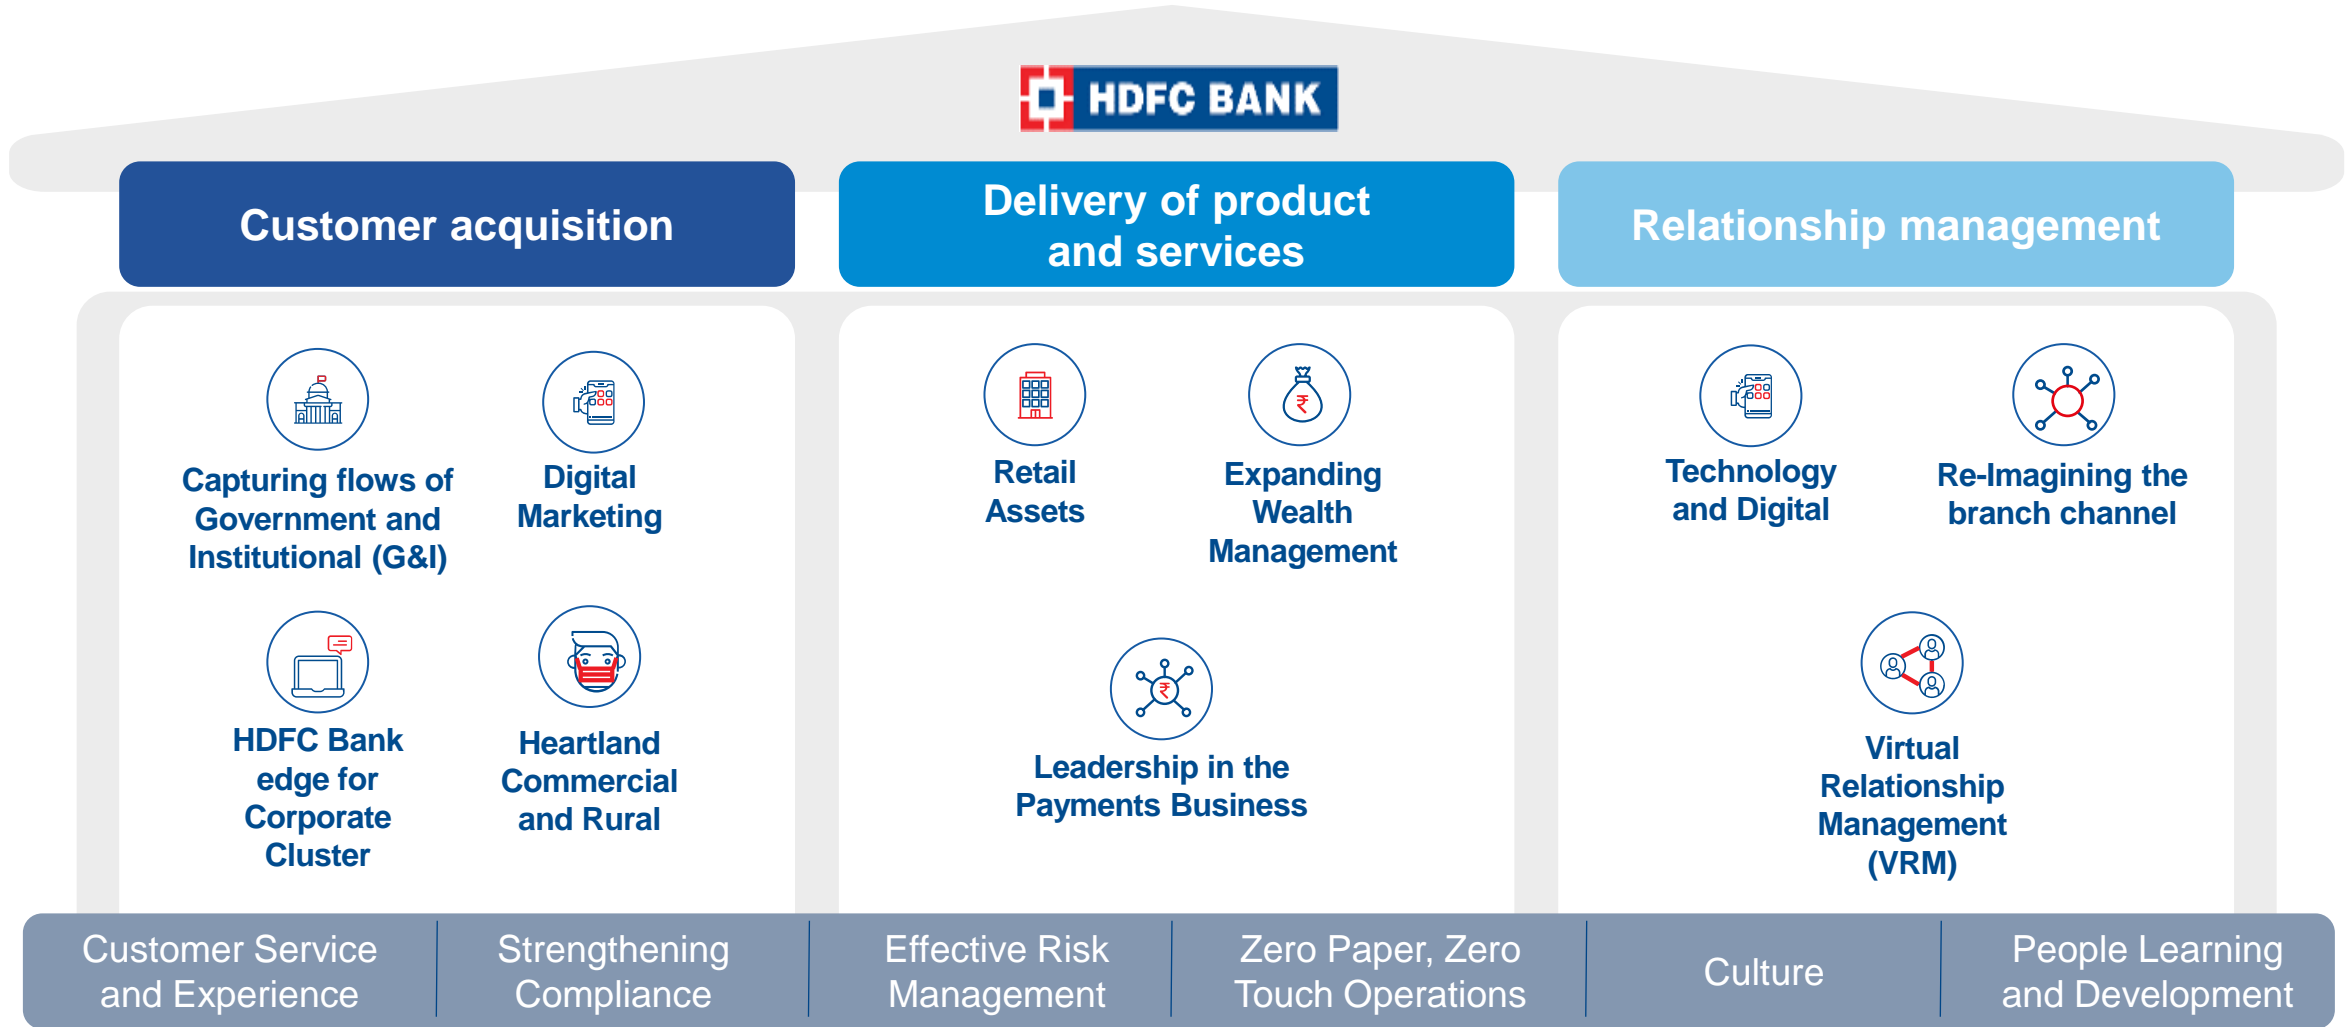 HDFC BANK
Customer acquisition
Delivery of product
and services
Relationship management
Capturing flows of
Government and
Institutional (G&I)
Digital
Marketing
HDFC Bank
edge for
Corporate
Cluster
Heartland
Commercial
and Rural
Retail
Assets
Expanding
Wealth
Management
₹
₹
Leadership in the
Payments Business
Technology
and Digital
Re-Imagining the
branch channel
Virtual
Relationship
Management
(VRM)
Customer Service
and Experience
Strengthening
Compliance
Effective Risk
Management
Zero Paper, Zero
Touch Operations
Culture
People Learning
and Development